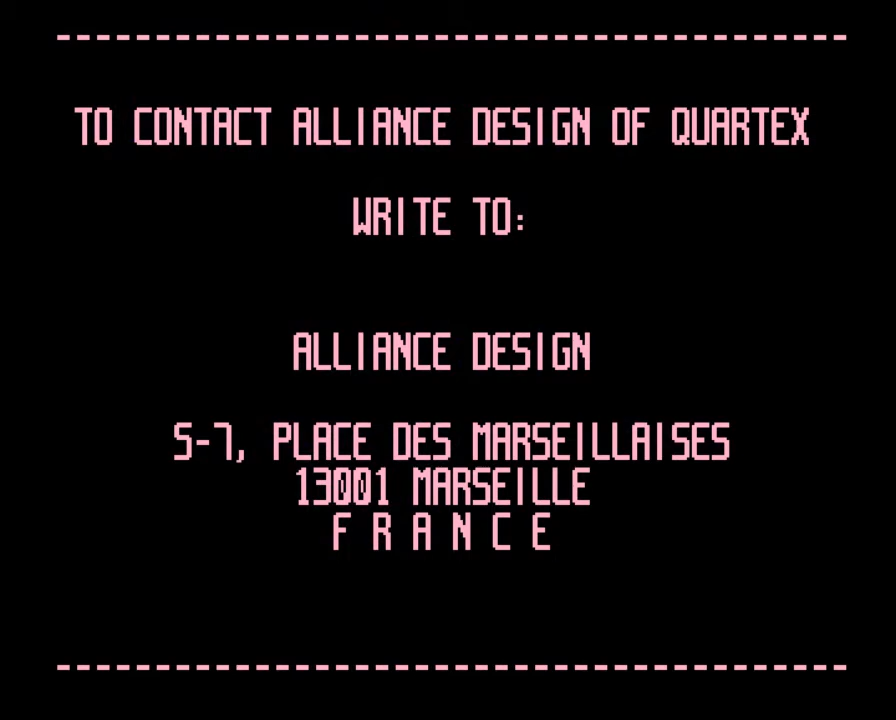 ----------------------------------------
TO CONTACT ALLIANCE DESIGN OF QUARTEX
WRITE TO:
ALLIANCE DESIGN
5-7, PLACE DES MARSEILLAISES
13001 MARSEILLE
F R A N C E
----------------------------------------